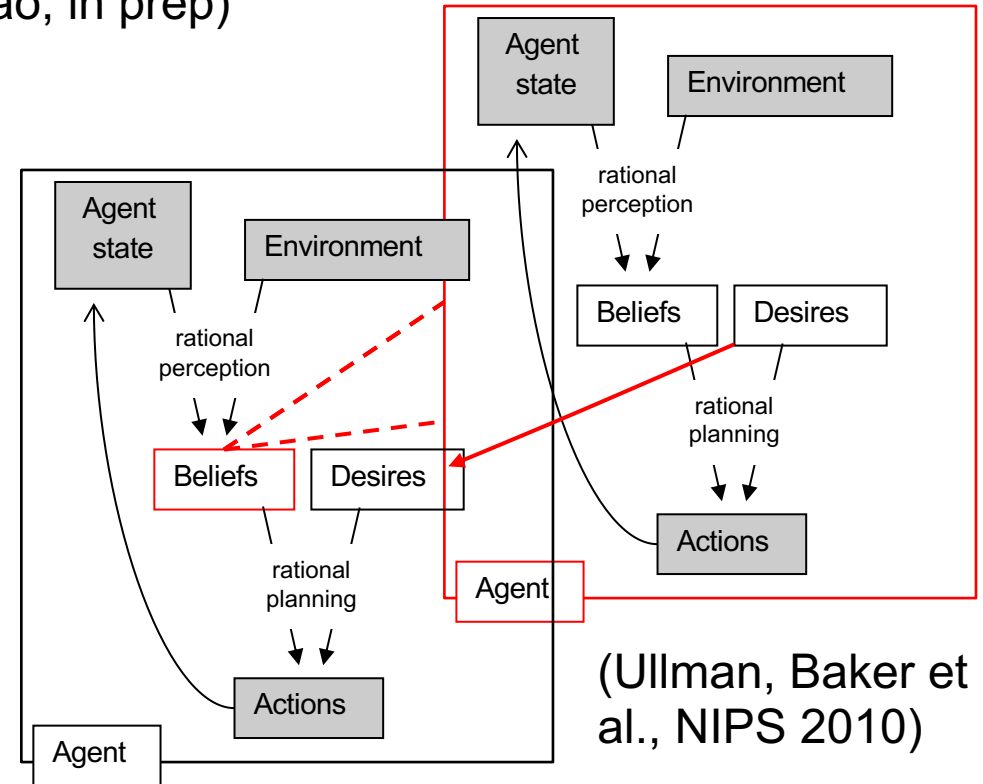 ao, in prep)
Agent
state
Environment
rational
perception
Beliefs
Desires
rational
planning
Actions
Agent
Agent
state
Environment
rational
perception
Beliefs
Desires
rational
planning
Actions
Agent
(Ullman, Baker et
al., NIPS 2010)